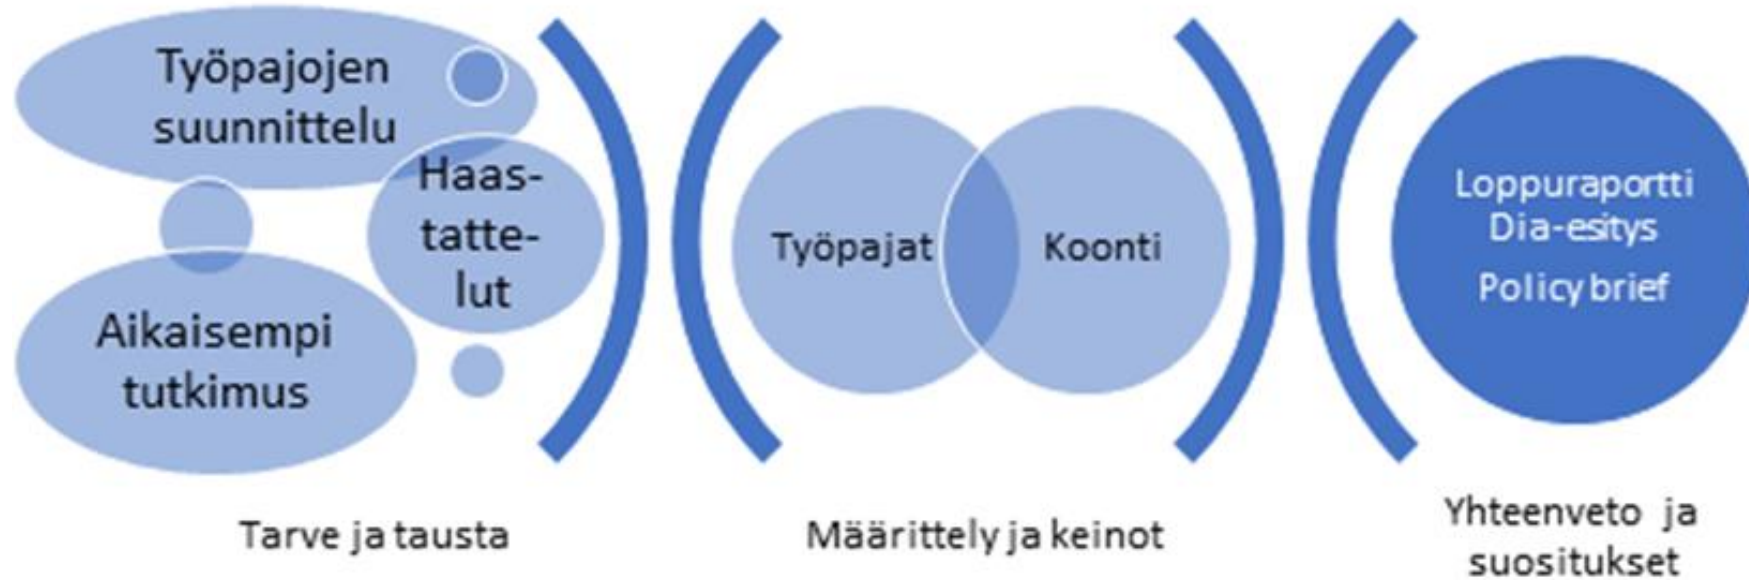 Työpajojen
suunnittelu
Haas-
tatte-
lut
Aikaisempi
tutkimus
Tarve ja tausta
Työpajat
Koonti
Määrittely ja keinot
Loppuraportti
Dia-esitys
Policy brief
Yhteenveto ja
suositukset